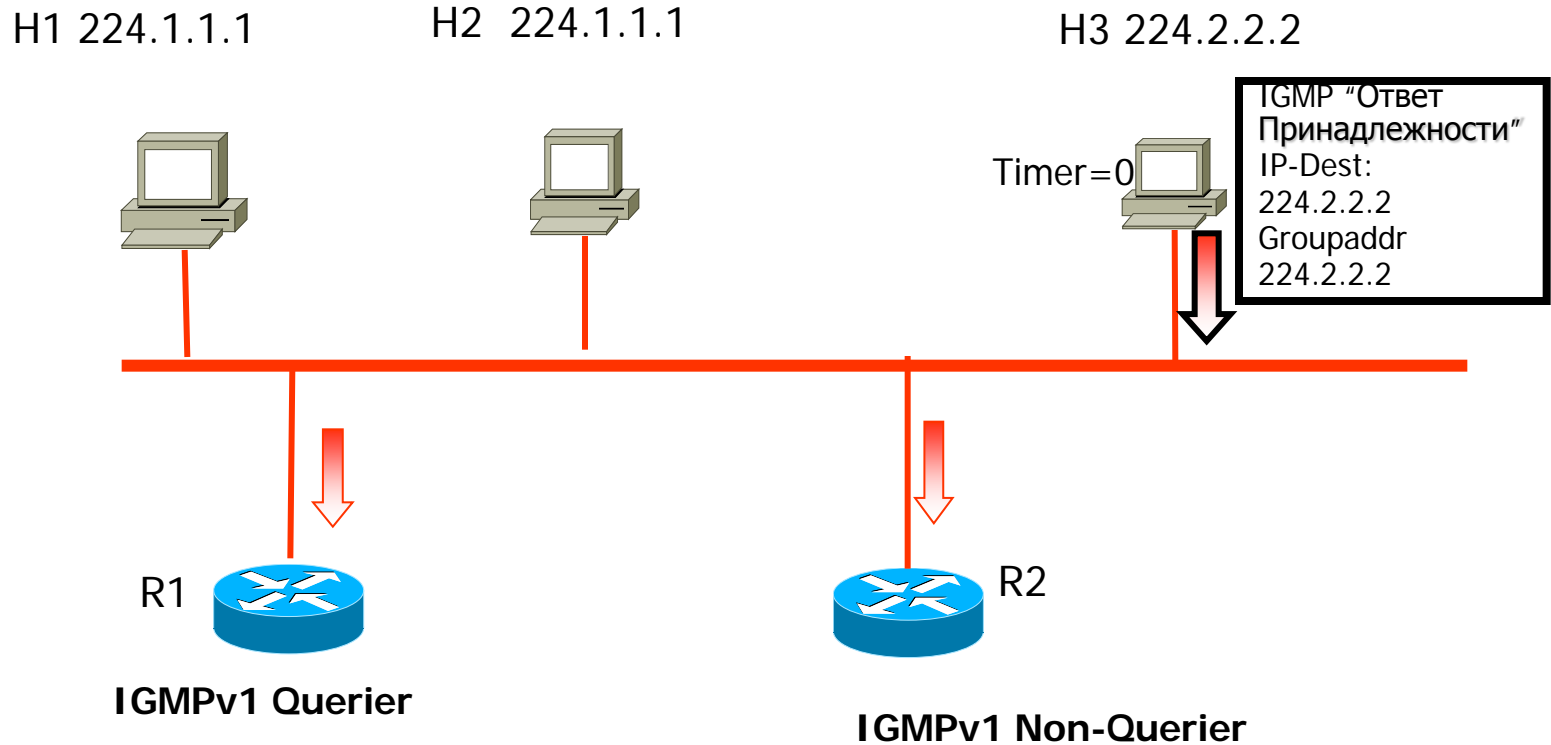 H1 224.1.1.1
H2 224.1.1.1
H3 224.2.2.2
IGMP "Ответ
Принадлежности"
IP-Dest:
224.2.2.2
Groupaddr
224.2.2.2
Timer=0
R1
R2
IGMPv1 Querier
IGMPv1 Non-Querier